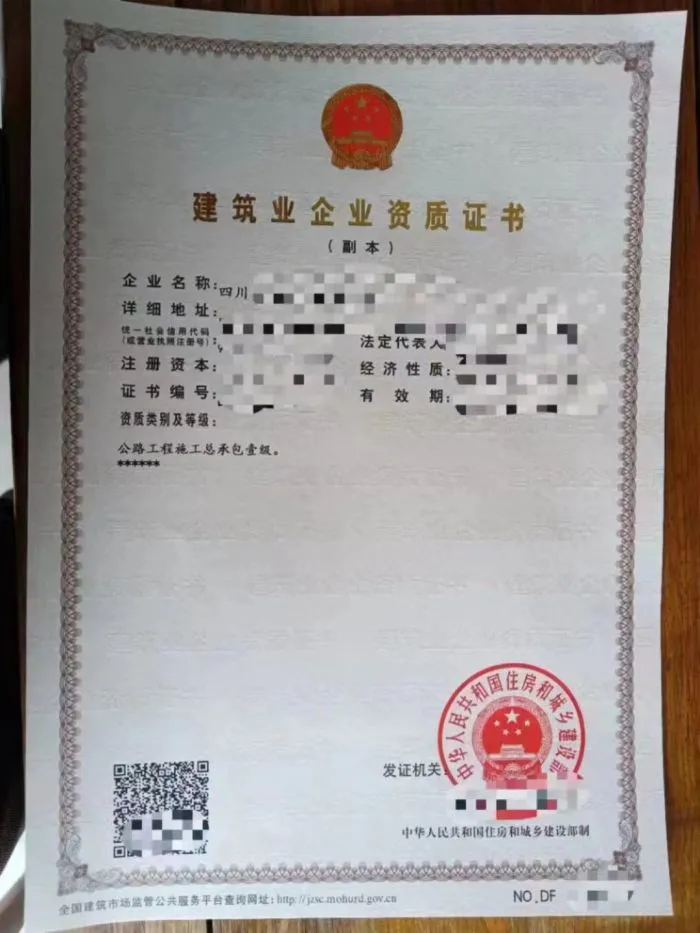 建筑业企业资质证书
(副本)
企业名称:四川
详细地址:
统一社会信用代码
(或营业执照注册号):
法定代表人
注册资本:
经济性质:
证书编号:
有效期:
资质类别及等级:
公路工程施工总承包壹级。
******
中华人民共和国住房和城乡建设部
发证机关:
中华人民共和国住房和城乡建设部制
全国建筑市场监管公共服务平台查询网址:http://jzsc.mohurd.gov.cn
NO.DF